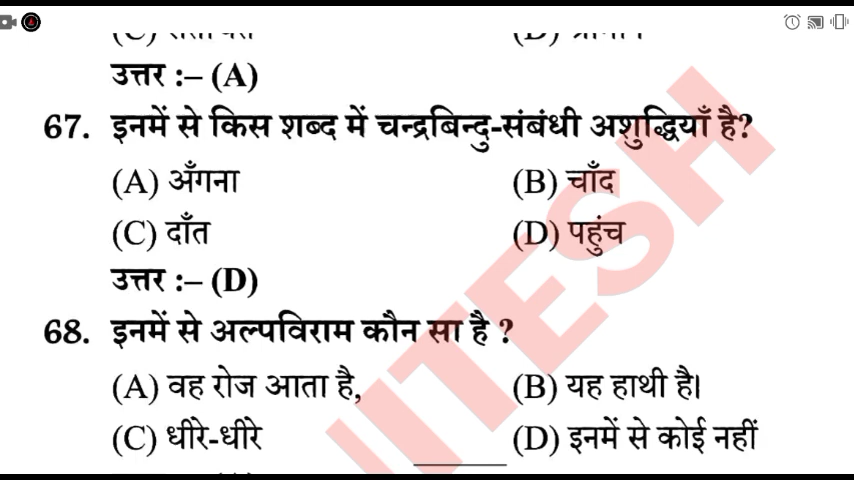 उत्तर :– (A)
67. इनमें से किस शब्द में चन्द्रबिन्दु-संबंधी अशुद्धियाँ है?
(A) अँगना (B) चाँद
(C) दाँत (D) पहुंच
उत्तर :– (D)
68. इनमें से अल्पविराम कौन सा है ?
(A) वह रोज आता है, (B) यह हाथी है।
(C) धीरे-धीरे (D) इनमें से कोई नहीं